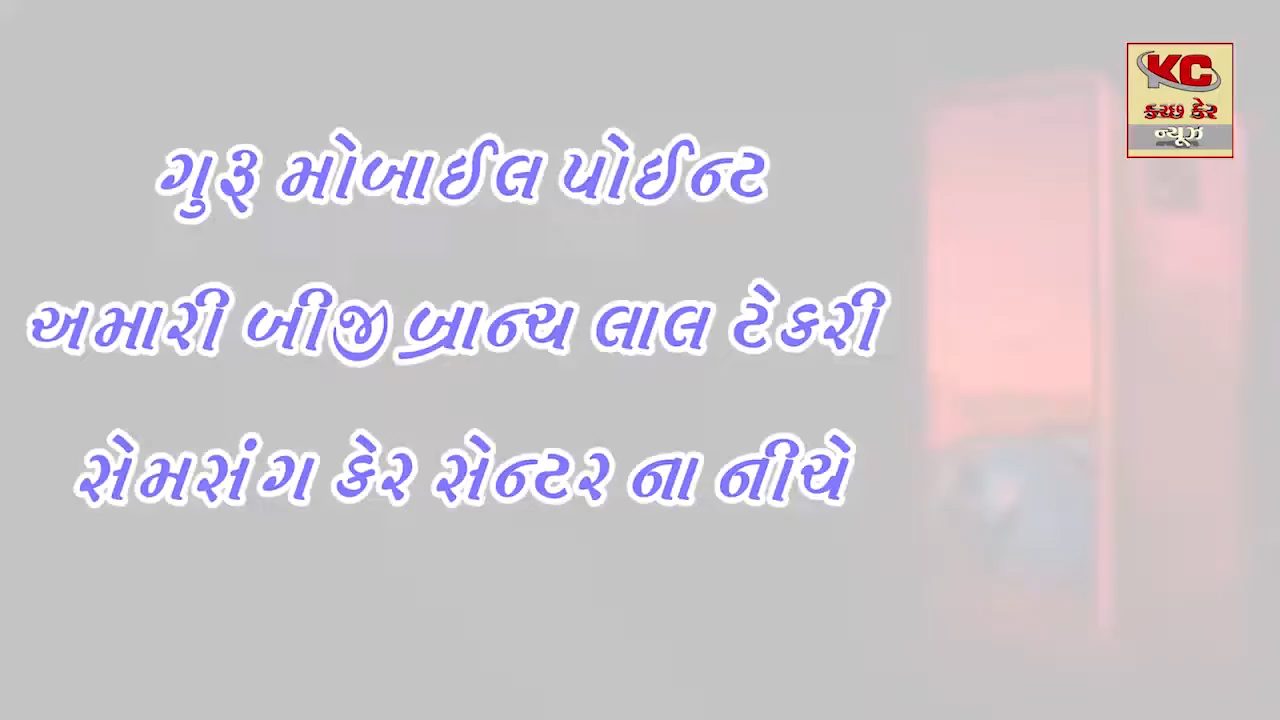 KC
કચ્છ કેર
ન્યૂઝ
ગુરૂ મોબાઈલ પોઈન્ટ
અમારી બીજી બ્રાન્ચ લાલ ટેકરી
સેમસંગ કેર સેન્ટર ના નીચે